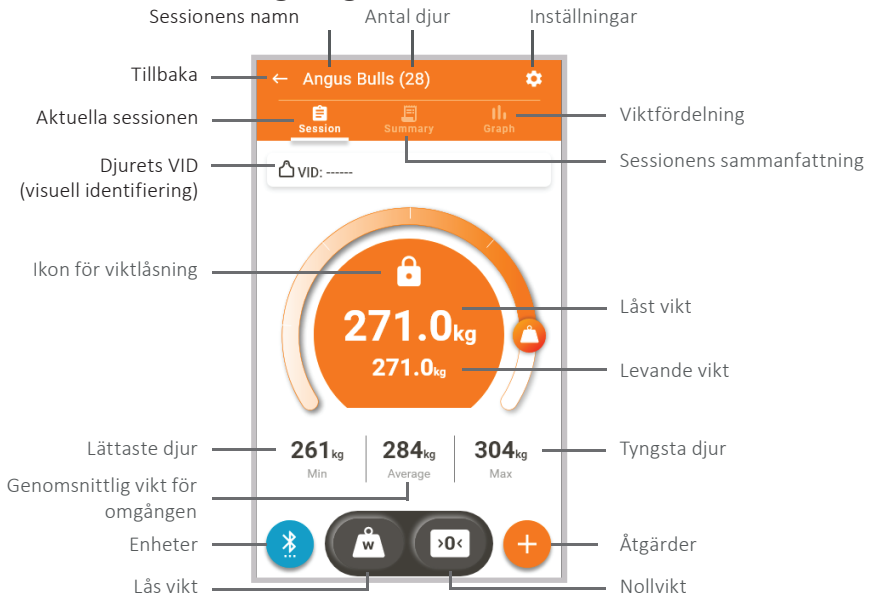 Sessionens namn
Antal djur
Inställningar
Tillbaka
Angus Bulls (28)
Aktuella sessionen
Session
Summary
Graph
Viktfördelning
Sessionens sammanfattning
Djurets VID
(visuell identifiering)
VID: ------
Ikon för viktlåsning
271.0kg
Låst vikt
271.0kg
Levande vikt
Lättaste djur
261kg
284kg
304kg
Tyngsta djur
Min
Average
Max
Genomsnittlig vikt för
omgången
Enheter
W
>0<
Åtgärder
Lås vikt
Nollvikt